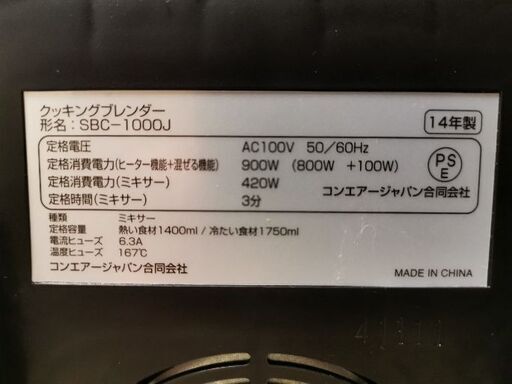 クッキングブレンダー
形名：SBC-1000J
14年製
定格電圧 AC100V 50／60Hz
定格消費電力(ヒーター機能+混ぜる機能) 900W (800W +100W)
定格消費電力(ミキサー) 420W
定格時間(ミキサー) 3分
PS
E
コンエアージャパン合同会社
種類 ミキサー
定格容量 熱い食材1400ml / 冷たい食材1750ml
電流ヒューズ 6.3A
温度ヒューズ 167℃
コンエアージャパン合同会社
MADE IN CHINA